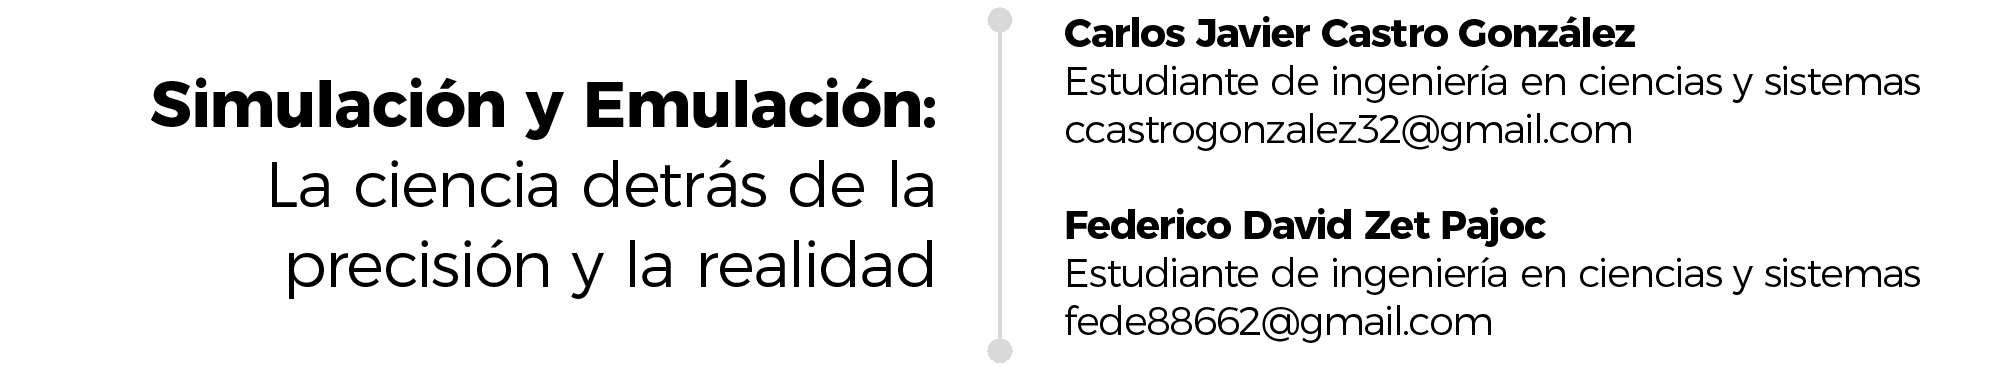 Simulación y Emulación:
La ciencia detrás de la
precisión y la realidad
Carlos Javier Castro González
Estudiante de ingeniería en ciencias y sistemas
ccastrogonzalez32@gmail.com
Federico David Zet Pajoc
Estudiante de ingeniería en ciencias y sistemas
fede88662@gmail.com